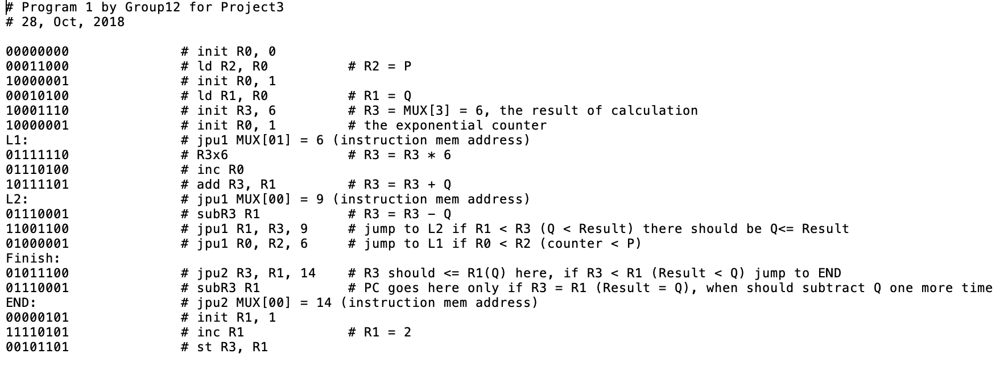 # Program 1 by Group12 for Project3
# 28, Oct, 2018
00000000 # init R0, 0
00011000 # ld R2, R0 # R2 = P
10000001 # init R0, 1
00010100 # ld R1, R0 # R1 = Q
10001110 # init R3, 6 # R3 = MUX[3] = 6, the result of calculation
10000001 # init R0, 1 # the exponential counter
L1: # jpu1 MUX[01] = 6 (instruction mem address)
01111110 # R3x6 # R3 = R3 * 6
01110100 # inc R0
10111101 # add R3, R1 # R3 = R3 + Q
L2: # jpu1 MUX[00] = 9 (instruction mem address)
01110001 # subR3 R1 # R3 = R3 - Q
11001100 # jpu1 R1, R3, 9 # jump to L2 if R1 < R3 (Q < Result) there should be Q<= Result
01000001 # jpu1 R0, R2, 6 # jump to L1 if R0 < R2 (counter < P)
Finish:
01011100 # jpu2 R3, R1, 14 # R3 should <= R1(Q) here, if R3 < R1 (Result < Q) jump to END
01110001 # subR3 R1 # PC goes here only if R3 = R1 (Result = Q), when should subtract Q one more time
END: # jpu2 MUX[00] = 14 (instruction mem address)
00000101 # init R1, 1
11110101 # inc R1 # R1 = 2
00101101 # st R3, R1